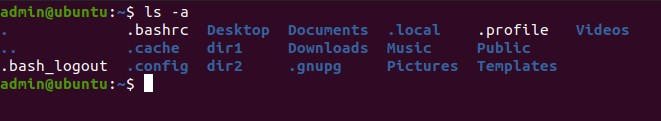 admin@ubuntu:~$ ls -a
. .bashrc Desktop Documents .local .profile Videos
.. .cache dir1 Downloads Music Public
.bash_logout .config dir2 .gnupg Pictures Templates
admin@ubuntu:~$